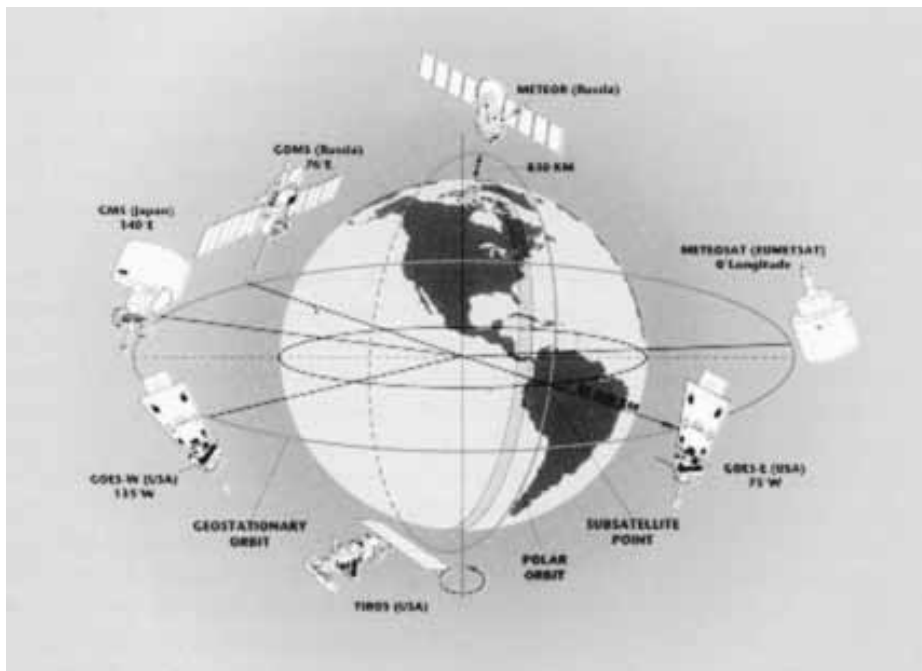 METEOR (Russia)
850 KM
GOMS (Russia)
76 E
GMS (Japan)
140 E
METEOSAT (EUMETSAT)
0 Longitude
GOES-W (USA)
135 W
GOES-E (USA)
75 W
GEOSTATIONARY
ORBIT
SUBSATELLITE
POINT
POLAR
ORBIT
TIROS (USA)